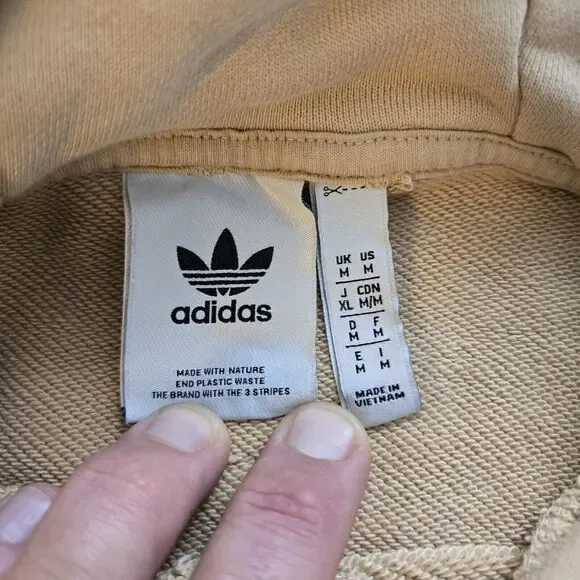 adidas
MADE WITH NATURE
END PLASTIC WASTE
THE BRAND WITH THE 3 STRIPES
UK US
M M
J CDN
XL M/M
D F
M M
E I
M M
MADE IN
VIETNAM